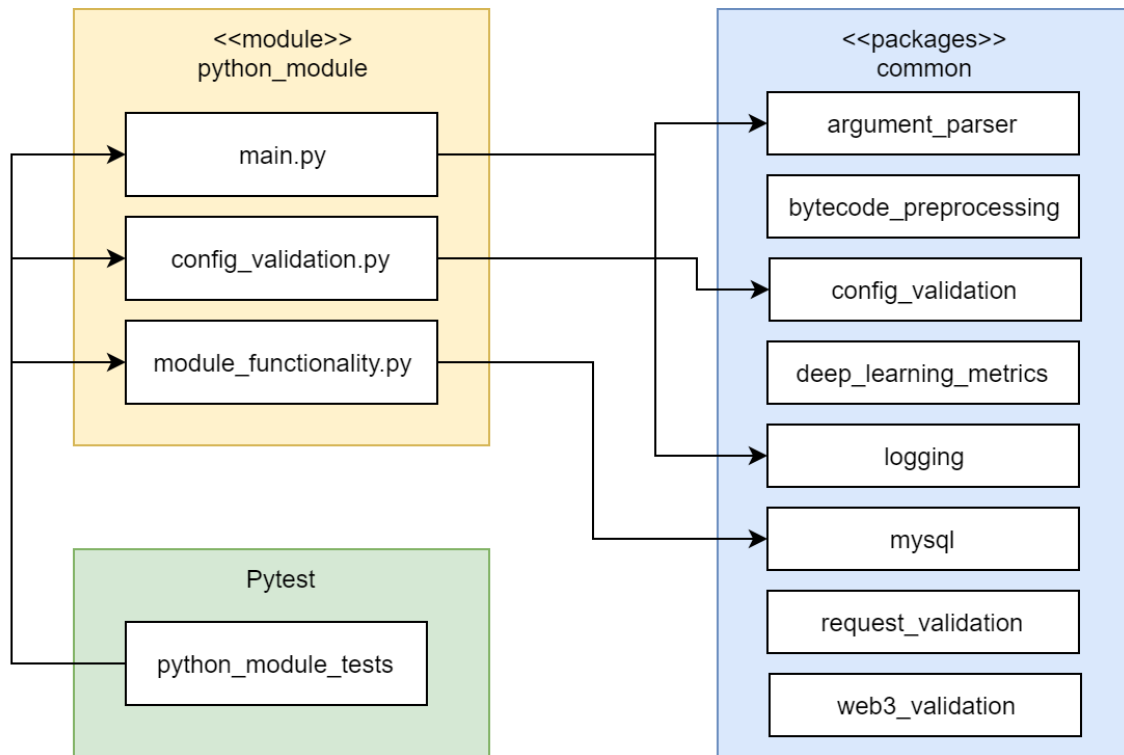 <<module>>
python_module
main.py
config_validation.py
module_functionality.py
Pytest
python_module_tests
<<packages>>
common
argument_parser
bytecode_preprocessing
config_validation
deep_learning_metrics
logging
mysql
request_validation
web3_validation